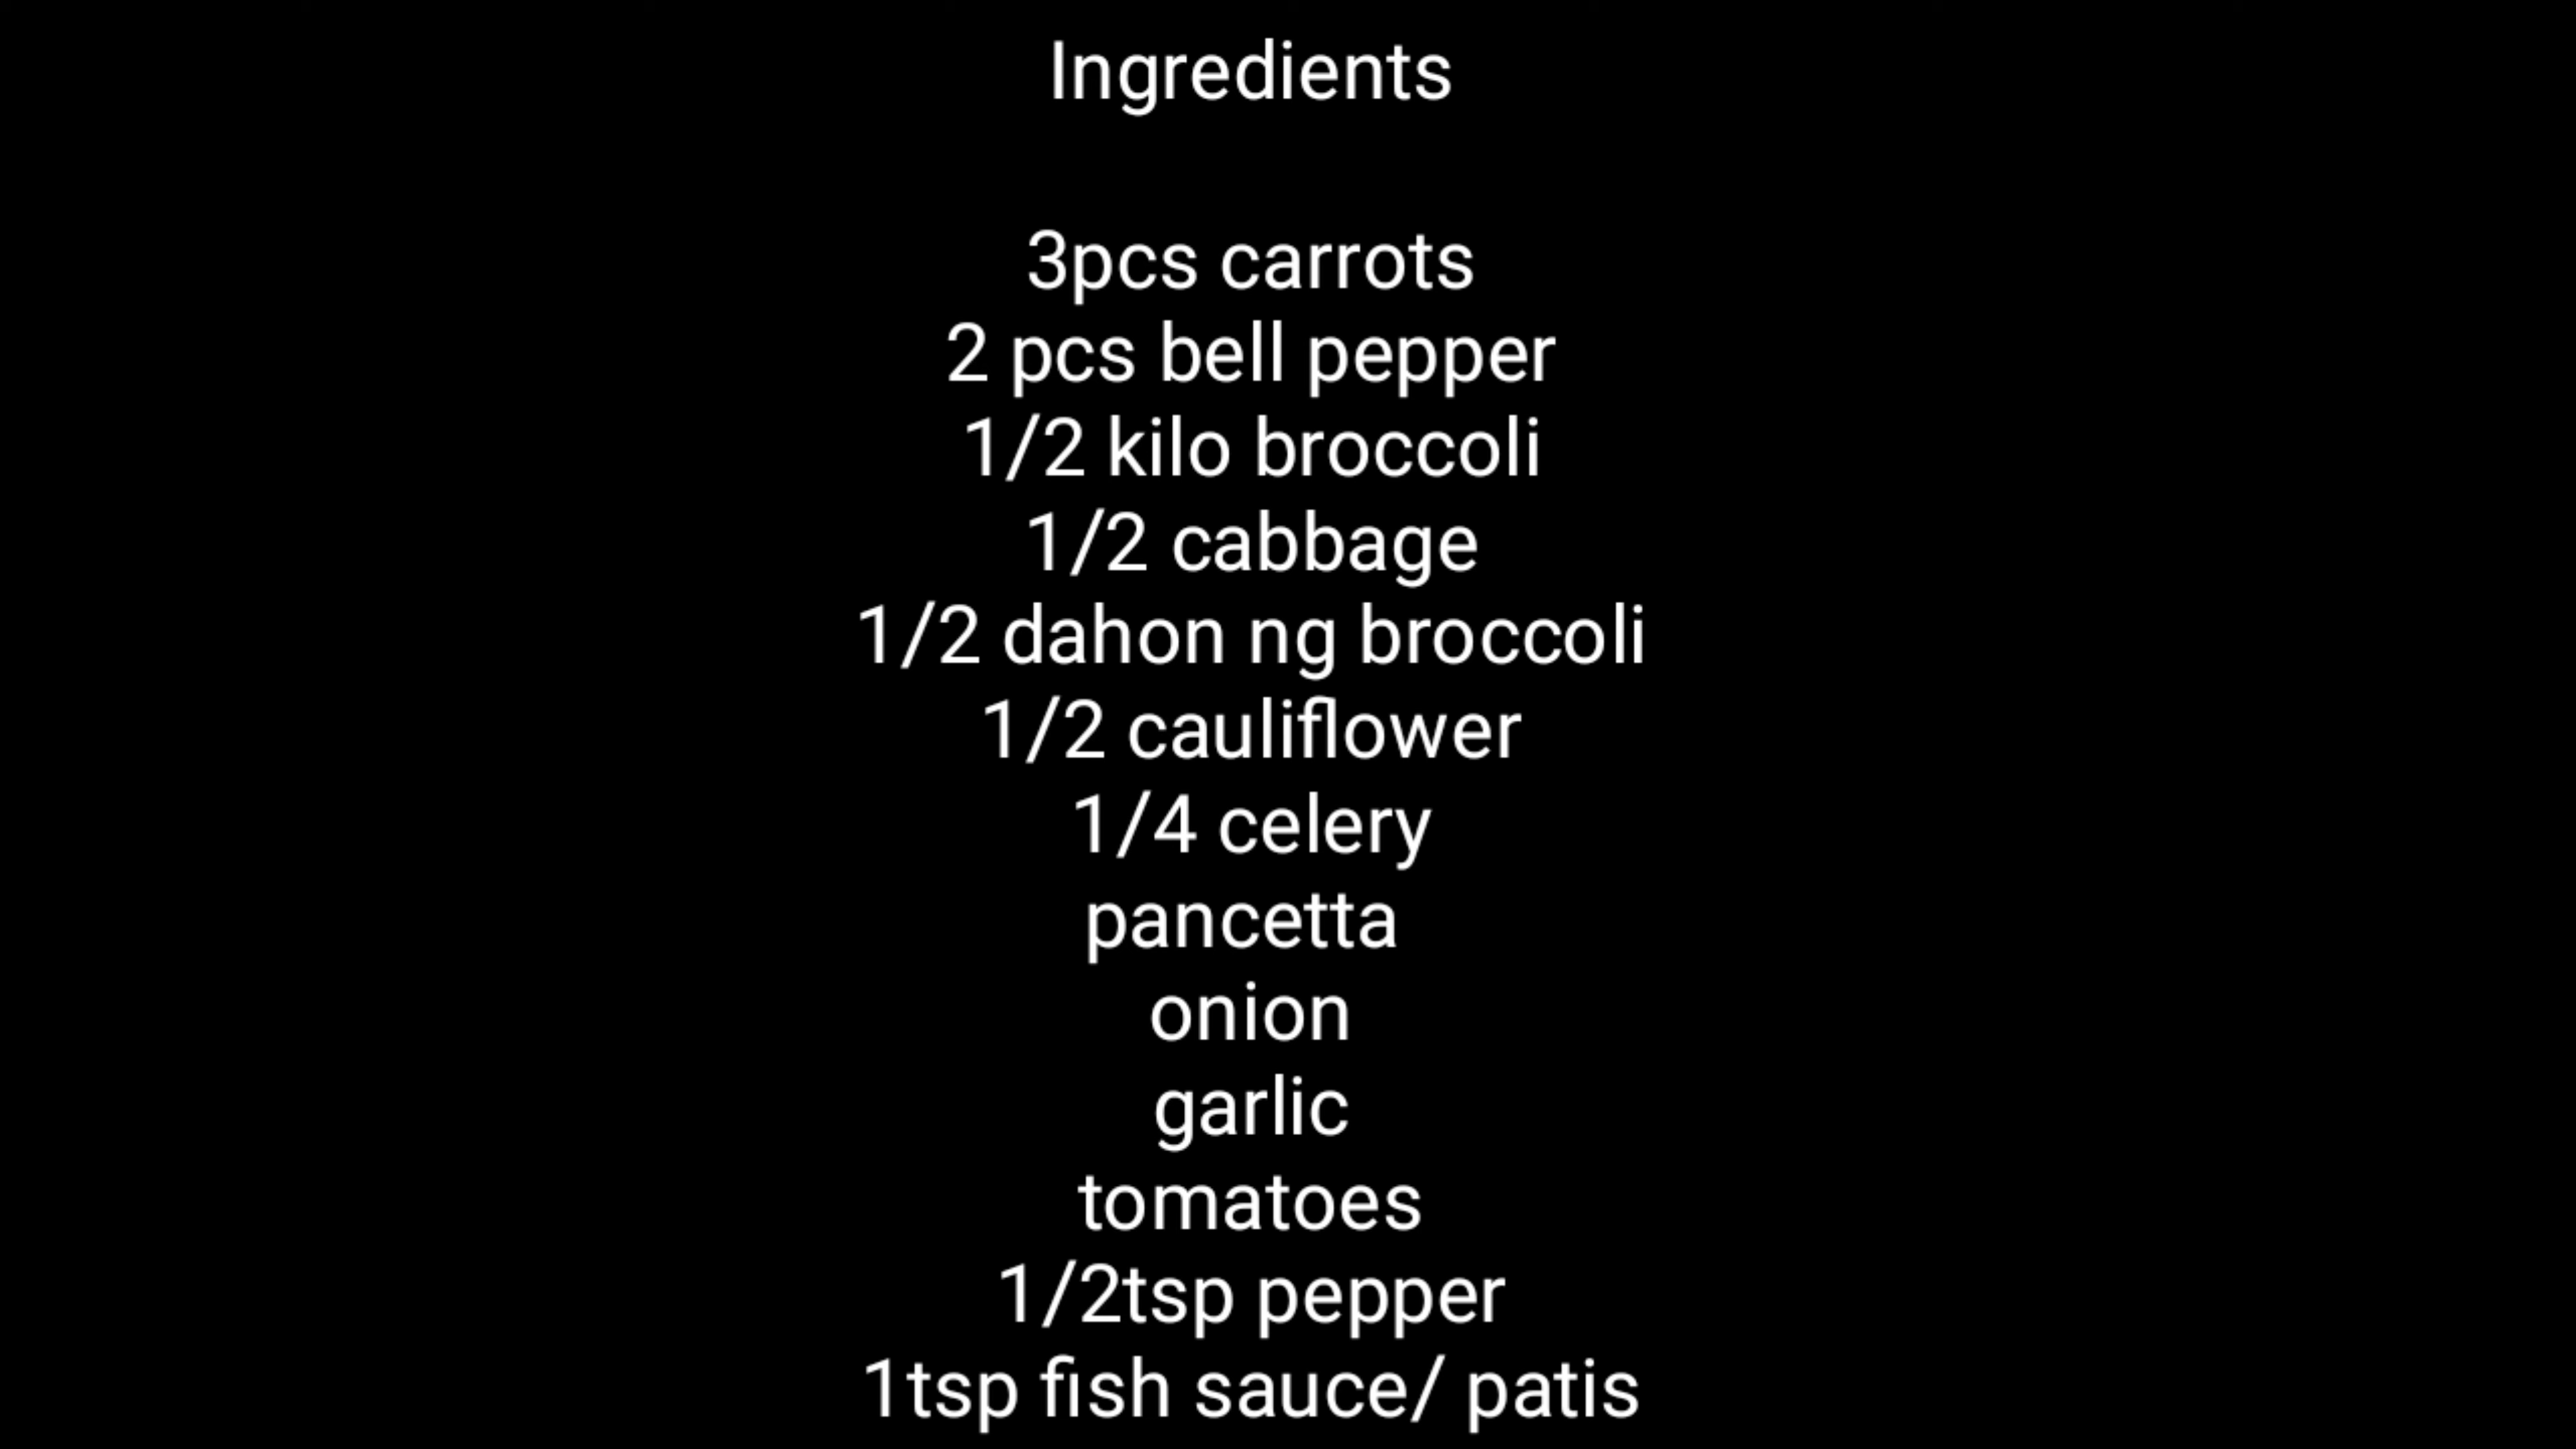 Ingredients
3pcs carrots
2 pcs bell pepper
1/2 kilo broccoli
1/2 cabbage
1/2 dahon ng broccoli
1/2 cauliflower
1/4 celery
pancetta
onion
garlic
tomatoes
1/2tsp pepper
1tsp fish sauce/ patis